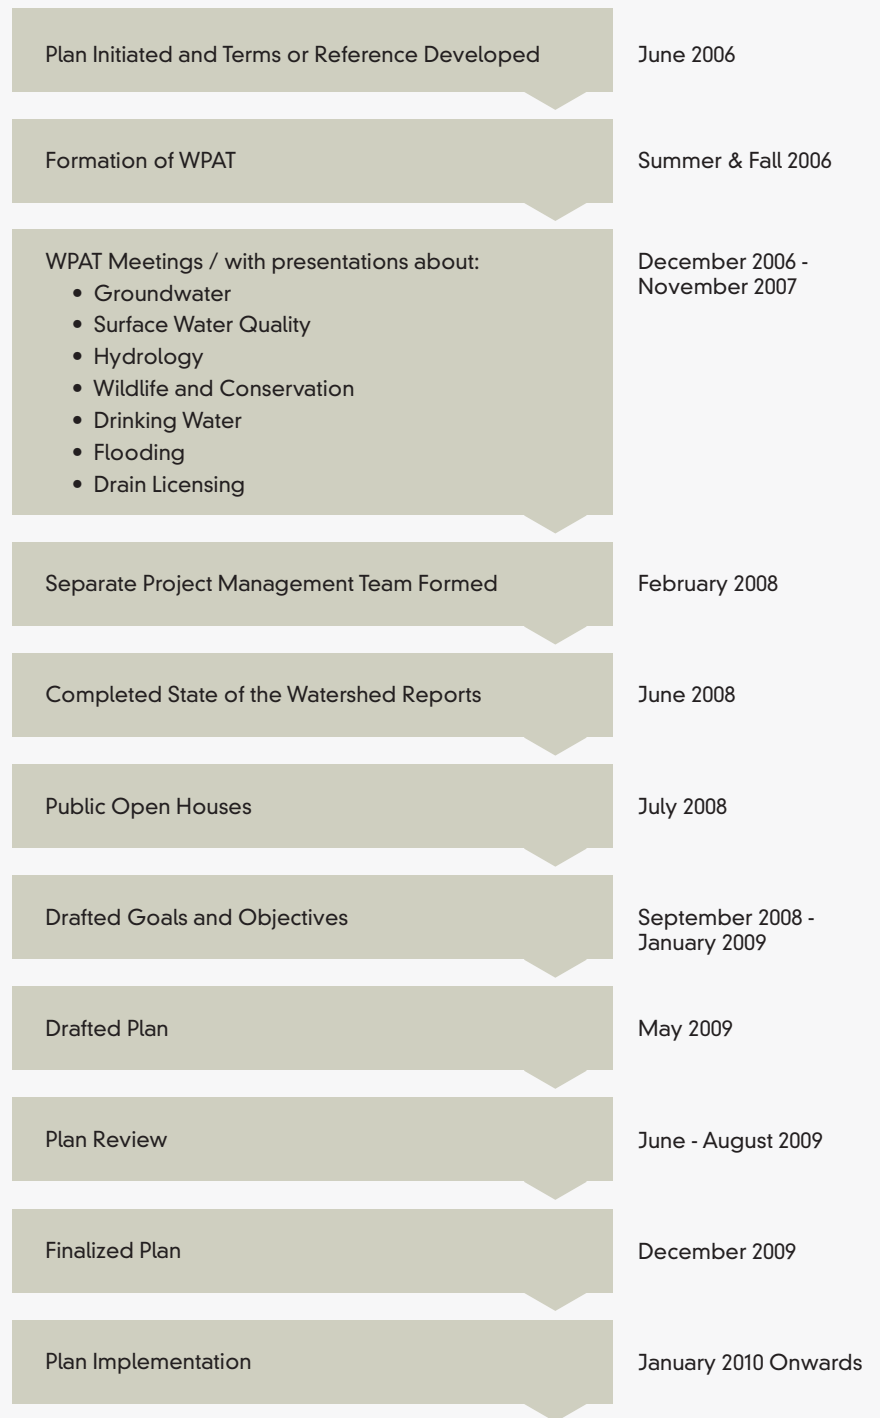 Plan Initiated and Terms or Reference Developed
June 2006
Formation of WPAT
Summer & Fall 2006
WPAT Meetings / with presentations about:
• Groundwater
• Surface Water Quality
• Hydrology
• Wildlife and Conservation
• Drinking Water
• Flooding
• Drain Licensing
December 2006 -
November 2007
Separate Project Management Team Formed
February 2008
Completed State of the Watershed Reports
June 2008
Public Open Houses
July 2008
Drafted Goals and Objectives
September 2008 -
January 2009
Drafted Plan
May 2009
Plan Review
June - August 2009
Finalized Plan
December 2009
Plan Implementation
January 2010 Onwards